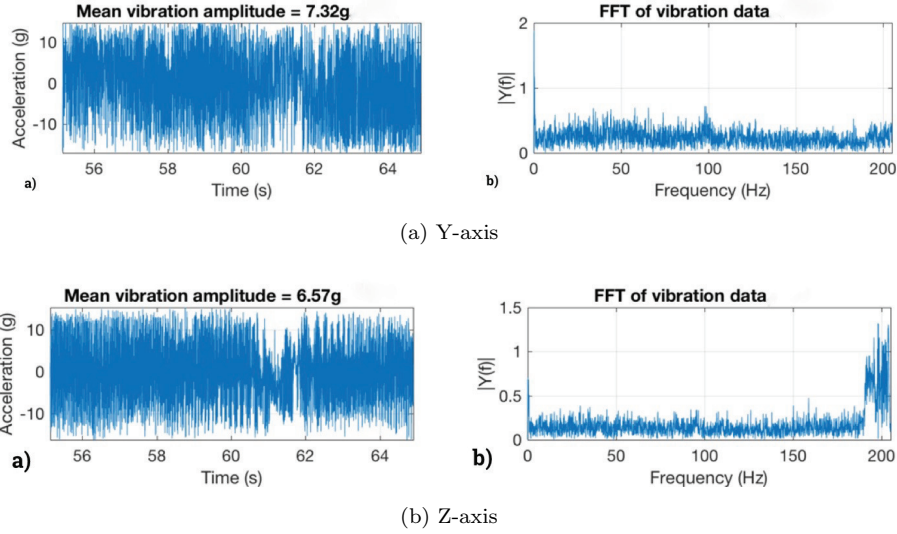 Mean vibration amplitude = 7.32g
FFT of vibration data
Acceleration (g)
10
0
-10
56
58
60
62
64
Time (s)
a)
|Y(f)|
2
1
0
0
50
100
150
200
Frequency (Hz)
b)
(a) Y-axis
Mean vibration amplitude = 6.57g
FFT of vibration data
Acceleration (g)
10
0
-10
56
58
60
62
64
Time (s)
a)
|Y(f)|
1.5
1
0.5
0
0
50
100
150
200
Frequency (Hz)
b)
(b) Z-axis